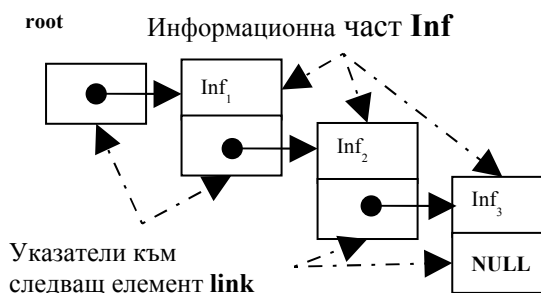 root
Информационна част Inf
Inf1
Inf2
Inf3
NULL
Указатели към
следващ елемент link